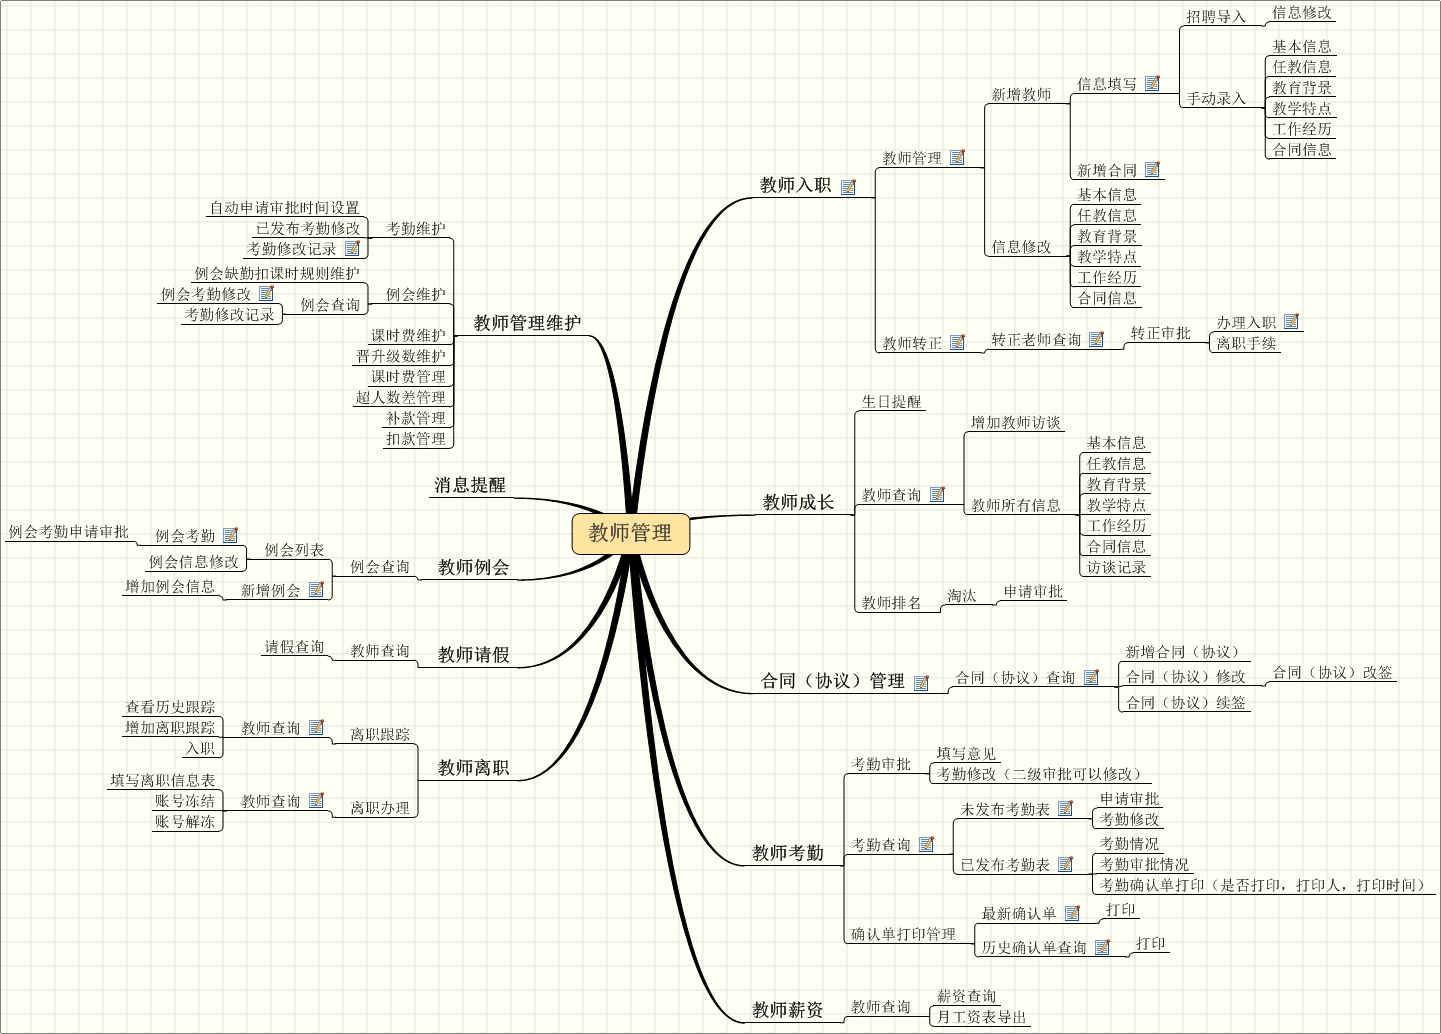 教师管理
教师入职
教师管理
新增教师
信息填写
招聘导入
信息修改
手动录入
基本信息
任教信息
教育背景
教学特点
工作经历
合同信息
新增合同
信息修改
基本信息
任教信息
教育背景
教学特点
工作经历
合同信息
教师转正
转正老师查询
转正审批
办理入职
离职手续
教师成长
生日提醒
教师查询
增加教师访谈
教师所有信息
基本信息
任教信息
教育背景
教学特点
工作经历
合同信息
访谈记录
教师排名
淘汰
申请审批
合同（协议）管理
合同（协议）查询
新增合同（协议）
合同（协议）修改
合同（协议）改签
合同（协议）续签
教师考勤
考勤审批
填写意见
考勤修改（二级审批可以修改）
考勤查询
未发布考勤表
申请审批
考勤修改
已发布考勤表
考勤情况
考勤审批情况
考勤确认单打印（是否打印，打印人，打印时间）
确认单打印管理
最新确认单
打印
历史确认单查询
打印
教师薪资
教师查询
薪资查询
月工资表导出
教师管理维护
考勤维护
自动申请审批时间设置
已发布考勤修改
考勤修改记录
例会维护
例会缺勤扣课时规则维护
例会查询
例会考勤修改
考勤修改记录
课时费维护
晋升级数维护
课时费管理
超人数差管理
补款管理
扣款管理
消息提醒
教师例会
例会查询
例会列表
例会考勤
例会考勤申请审批
例会信息修改
新增例会
增加例会信息
教师请假
教师查询
请假查询
教师离职
离职跟踪
教师查询
查看历史跟踪
增加离职跟踪
入职
离职办理
教师查询
填写离职信息表
账号冻结
账号解冻